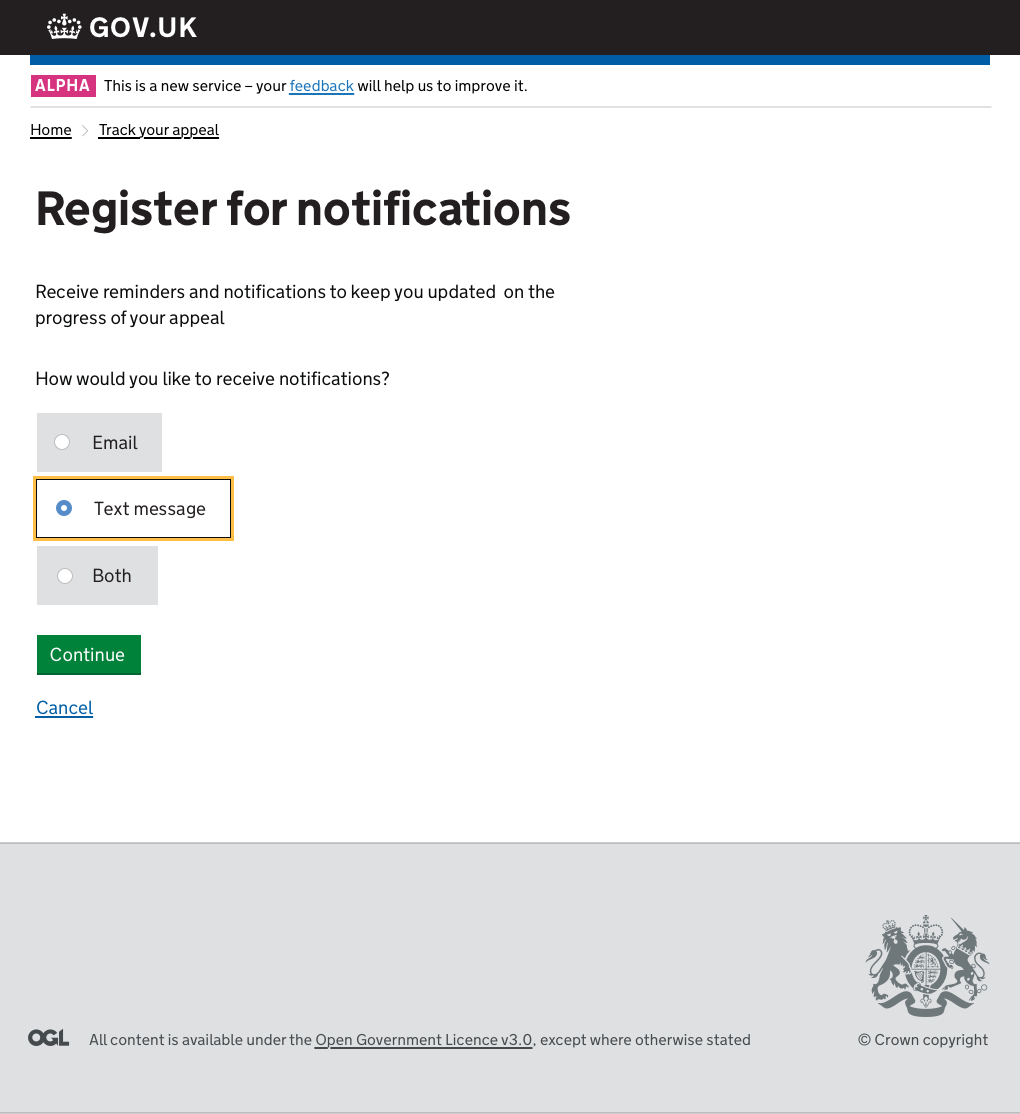 GOV.UK
ALPHA This is a new service – your feedback will help us to improve it.
Home Track your appeal
Register for notifications
Receive reminders and notifications to keep you updated  on the
progress of your appeal
How would you like to receive notifications?
Email
Text message
Both
Continue
Cancel
OGL All content is available under the Open Government Licence v3.0, except where otherwise stated
© Crown copyright